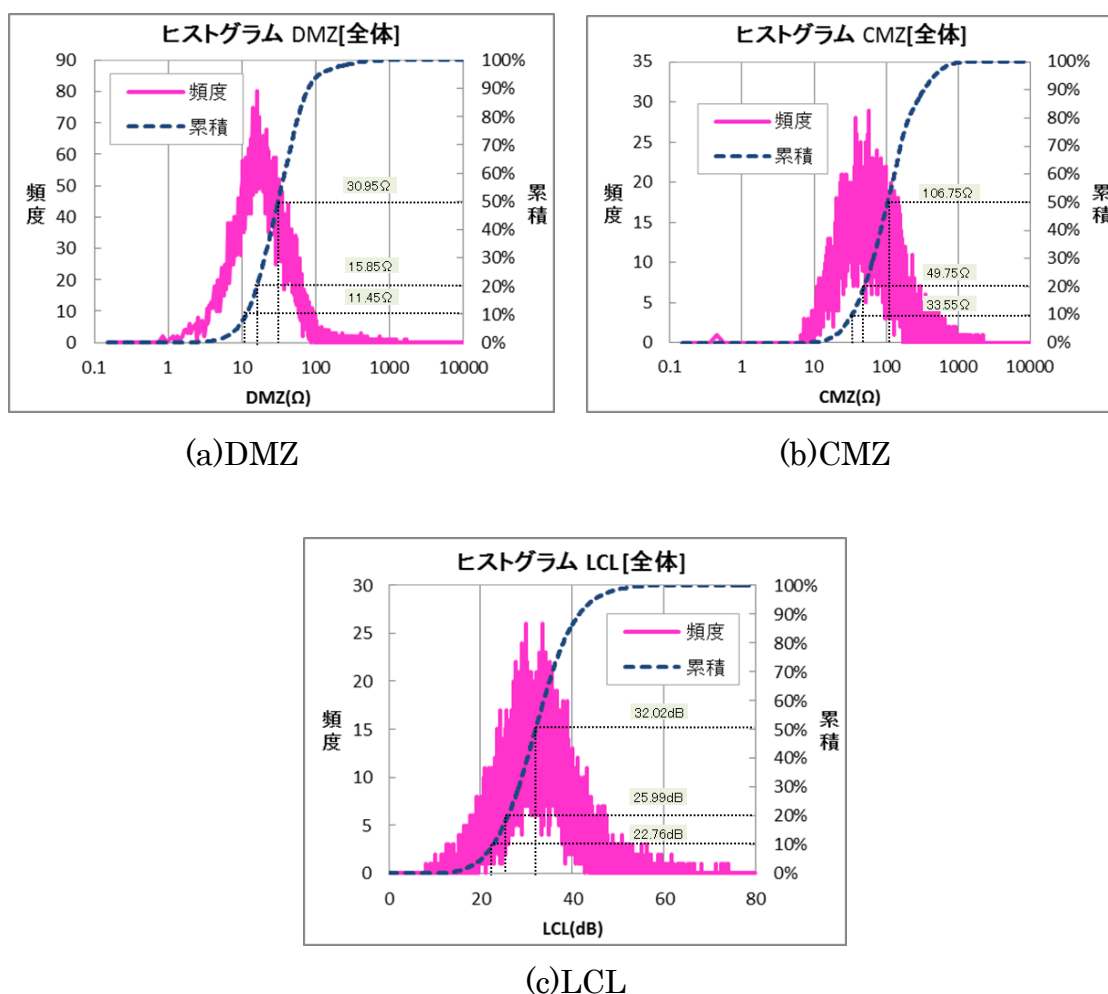 ヒストグラム DMZ[全体]
90
80
70
60
50
40
30
20
10
0
頻度
頻度
累積
30.95Ω
15.85Ω
11.45Ω
100%
90%
80%
70%
60%
50%
40%
30%
20%
10%
0%
累積
0.1 1 10 100 1000 10000
DMZ(Ω)
(a)DMZ
ヒストグラム CMZ[全体]
35
30
25
20
15
10
5
0
頻度
頻度
累積
106.75Ω
49.75Ω
33.55Ω
100%
90%
80%
70%
60%
50%
40%
30%
20%
10%
0%
累積
0.1 1 10 100 1000 10000
CMZ(Ω)
(b)CMZ
ヒストグラム LCL[全体]
30
25
20
15
10
5
0
頻度
頻度
累積
32.02dB
25.99dB
22.76dB
100%
90%
80%
70%
60%
50%
40%
30%
20%
10%
0%
累積
0 20 40 60 80
LCL(dB)
(c)LCL